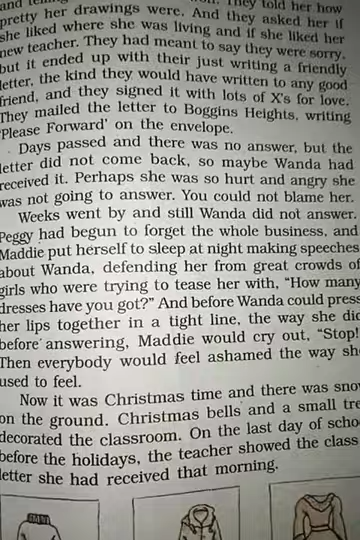 and
They told her how
pretty her drawings were. And they asked her if
she liked where she was living and if she liked her
new teacher. They had meant to say they were sorry,
but it ended up with their just writing a friendly
letter, the kind they would have written to any good
friend, and they signed it with lots of X's for love.
They mailed the letter to Boggins Heights, writing
'Please Forward' on the envelope.
Days passed and there was no answer, but the
letter did not come back, so maybe Wanda had
received it. Perhaps she was so hurt and angry she
was not going to answer. You could not blame her.
Weeks went by and still Wanda did not answer.
Peggy had begun to forget the whole business, and
Maddie put herself to sleep at night making speeches
about Wanda, defending her from great crowds of
girls who were trying to tease her with, "How many
dresses have you got?" And before Wanda could press
her lips together in a tight line, the way she did
before answering, Maddie would cry out, "Stop!
Then everybody would feel ashamed the way she
used to feel.
Now it was Christmas time and there was snow
on the ground. Christmas bells and a small tre
decorated the classroom. On the last day of scho
before the holidays, the teacher showed the class
letter she had received that morning.